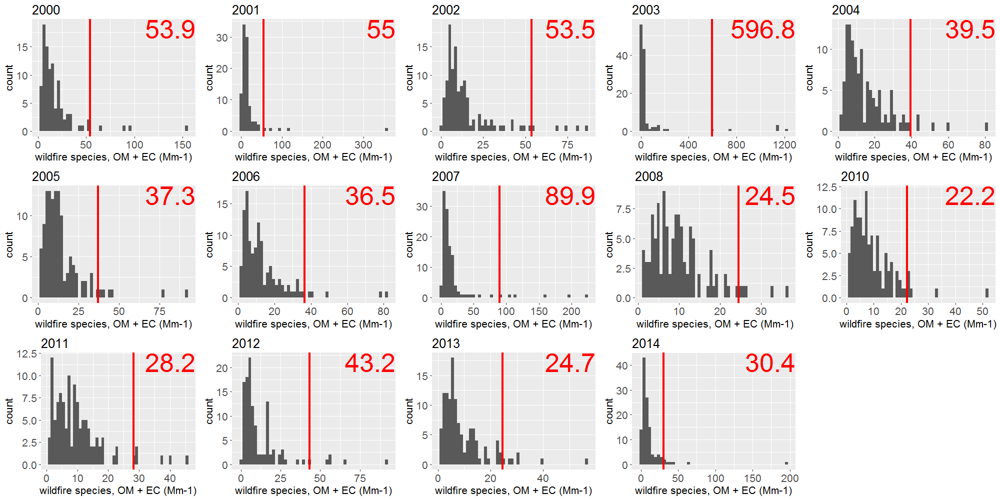 2000
53.9
15
10
5
0
count
0 50 100 150
wildfire species, OM + EC (Mm-1)
2001
55
30
20
10
0
count
0 100 200 300
wildfire species, OM + EC (Mm-1)
2002
53.5
15
10
5
0
count
0 25 50 75
wildfire species, OM + EC (Mm-1)
2003
596.8
40
20
0
count
0 400 800 1200
wildfire species, OM + EC (Mm-1)
2004
39.5
10
5
0
count
0 20 40 60 80
wildfire species, OM + EC (Mm-1)
2005
37.3
10
5
0
count
0 25 50 75
wildfire species, OM + EC (Mm-1)
2006
36.5
15
10
5
0
count
0 20 40 60 80
wildfire species, OM + EC (Mm-1)
2007
89.9
30
20
10
0
count
0 50 100 150 200
wildfire species, OM + EC (Mm-1)
2008
24.5
7.5
5.0
2.5
0.0
count
0 10 20 30
wildfire species, OM + EC (Mm-1)
2010
22.2
12.5
10.0
7.5
5.0
2.5
0.0
count
0 10 20 30 40 50
wildfire species, OM + EC (Mm-1)
2011
28.2
12.5
10.0
7.5
5.0
2.5
0.0
count
0 10 20 30 40
wildfire species, OM + EC (Mm-1)
2012
43.2
20
15
10
5
0
count
0 25 50 75
wildfire species, OM + EC (Mm-1)
2013
24.7
15
10
5
0
count
0 20 40
wildfire species, OM + EC (Mm-1)
2014
30.4
40
30
20
10
0
count
0 50 100 150 200
wildfire species, OM + EC (Mm-1)